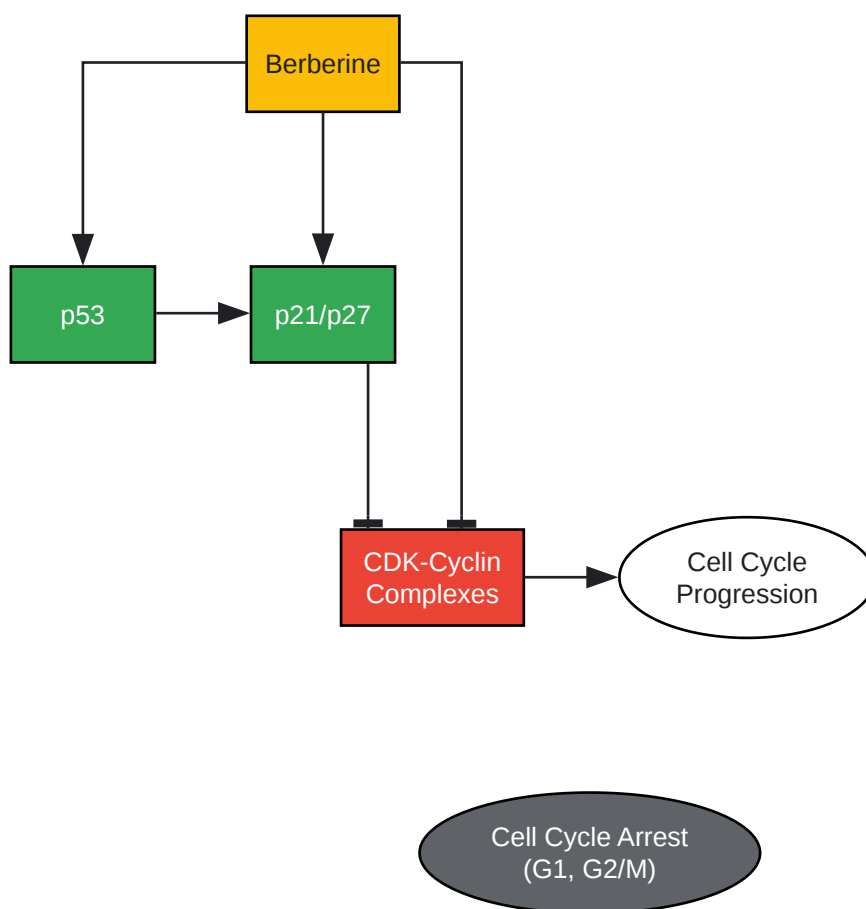 Berberine
p53
p21/p27
CDK-Cyclin
Complexes
Cell Cycle
Progression
Cell Cycle Arrest
(G1, G2/M)